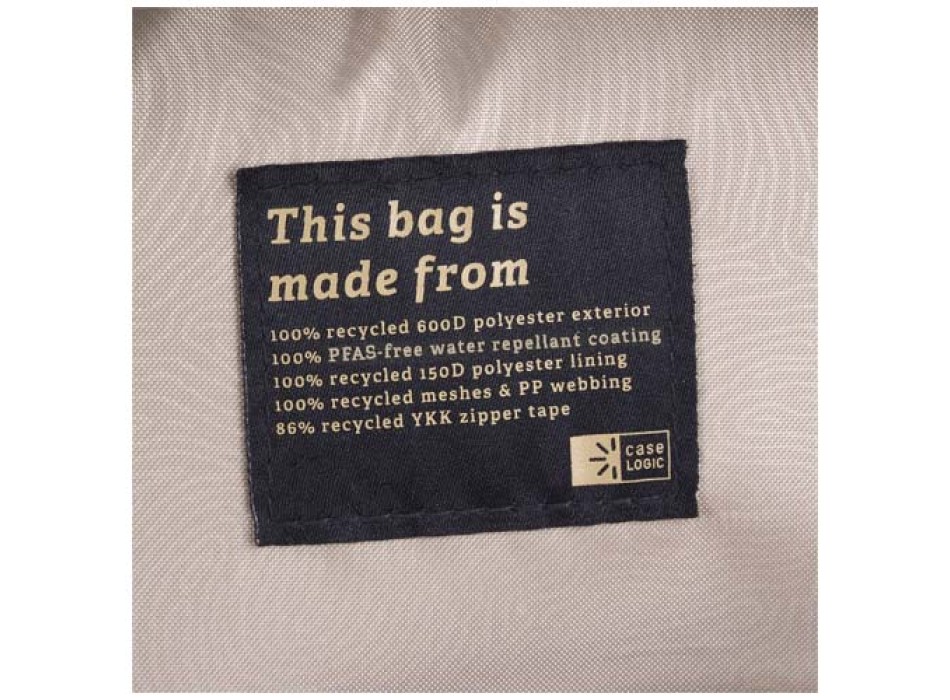 This bag is
made from
100% recycled 600D polyester exterior
100% PFAS-free water repellant coating
100% recycled 150D polyester lining
100% recycled meshes & PP webbing
86% recycled YKK zipper tape
case
LOGIC